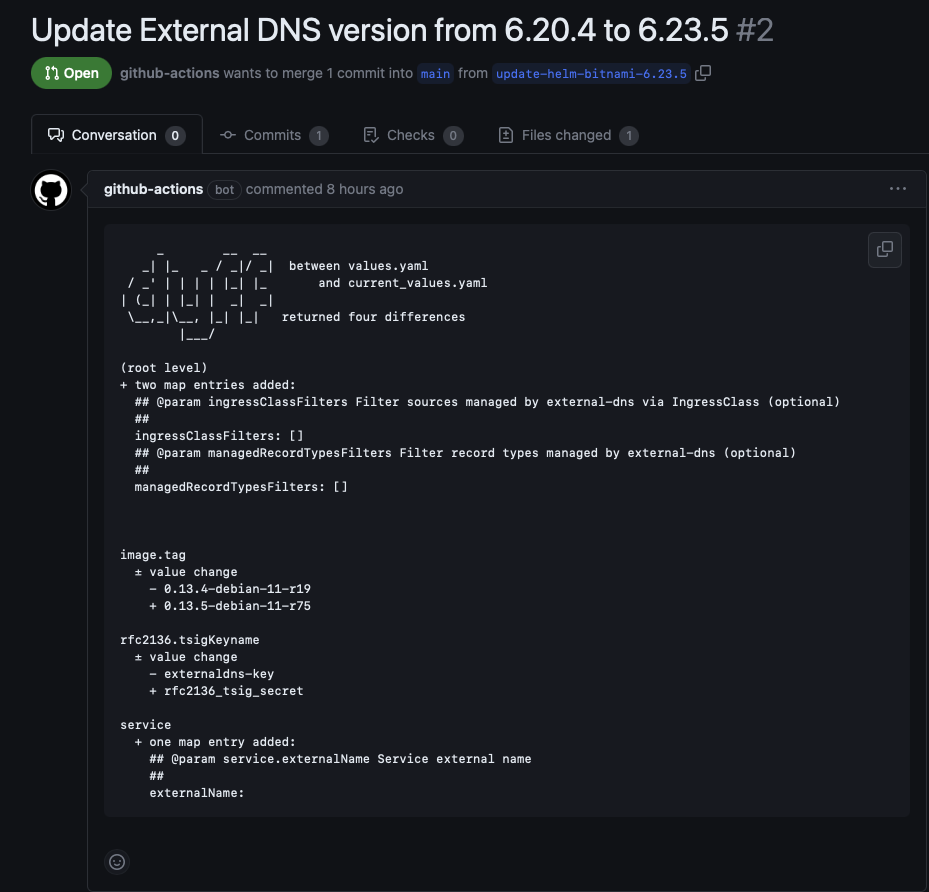 Update External DNS version from 6.20.4 to 6.23.5 #2
Open github-actions wants to merge 1 commit into main from update-helm-bitnami-6.23.5
Conversation 0 Commits 1 Checks 0 Files changed 1
github-actions bot commented 8 hours ago
     _        __  __
   _| |_   _ / _|/ _|  between values.yaml
 / _' | | | | |_| |_       and current_values.yaml
| (_| | |_| |  _|  _|
 \__,_|\__, |_| |_|   returned four differences
        |___/
(root level)
+ two map entries added:
  ## @param ingressClassFilters Filter sources managed by external-dns via IngressClass (optional)
  ##
  ingressClassFilters: []
  ## @param managedRecordTypesFilters Filter record types managed by external-dns (optional)
  ##
  managedRecordTypesFilters: []
image.tag
  ± value change
    - 0.13.4-debian-11-r19
    + 0.13.5-debian-11-r75
rfc2136.tsigKeyname
  ± value change
    - externaldns-key
    + rfc2136_tsig_secret
service
  + one map entry added:
    ## @param service.externalName Service external name
    ##
    externalName: